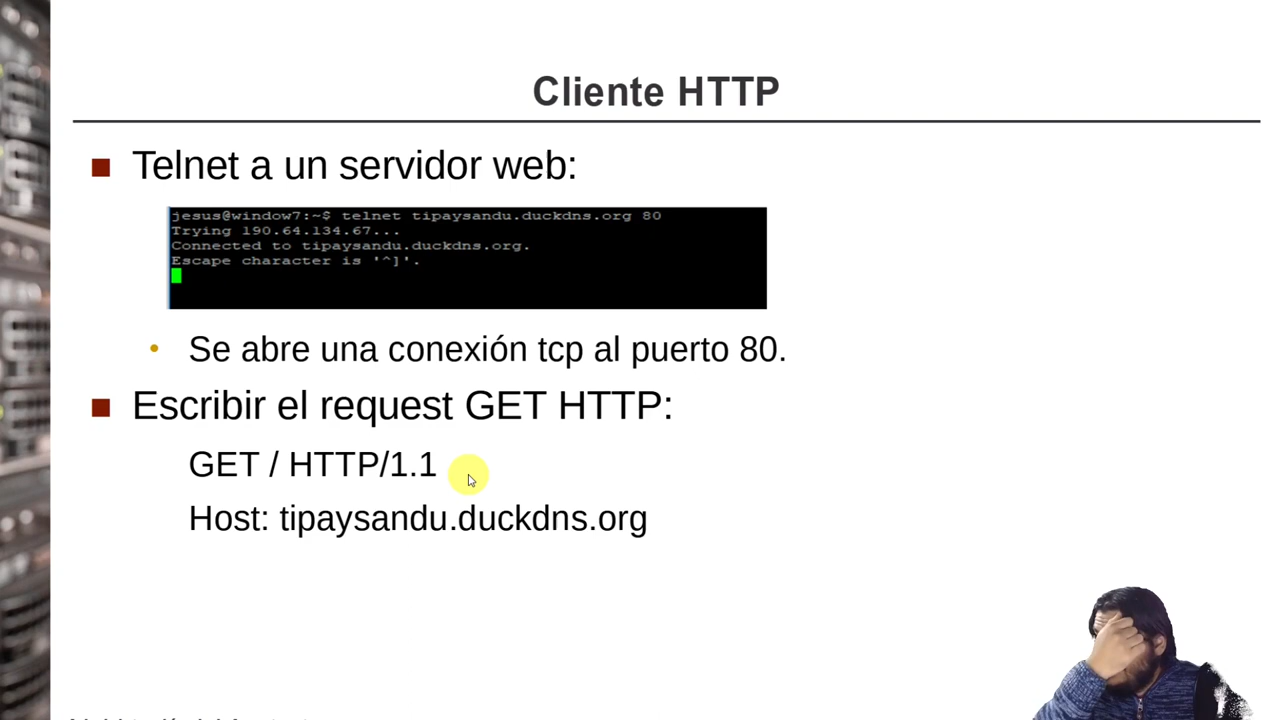 Cliente HTTP
Telnet a un servidor web:
jesus@window7:~$ telnet tipaysandu.duckdns.org 80
Trying 190.64.134.67...
Connected to tipaysandu.duckdns.org.
Escape character is '^]'.
Se abre una conexión tcp al puerto 80.
Escribir el request GET HTTP:
GET / HTTP/1.1
Host: tipaysandu.duckdns.org